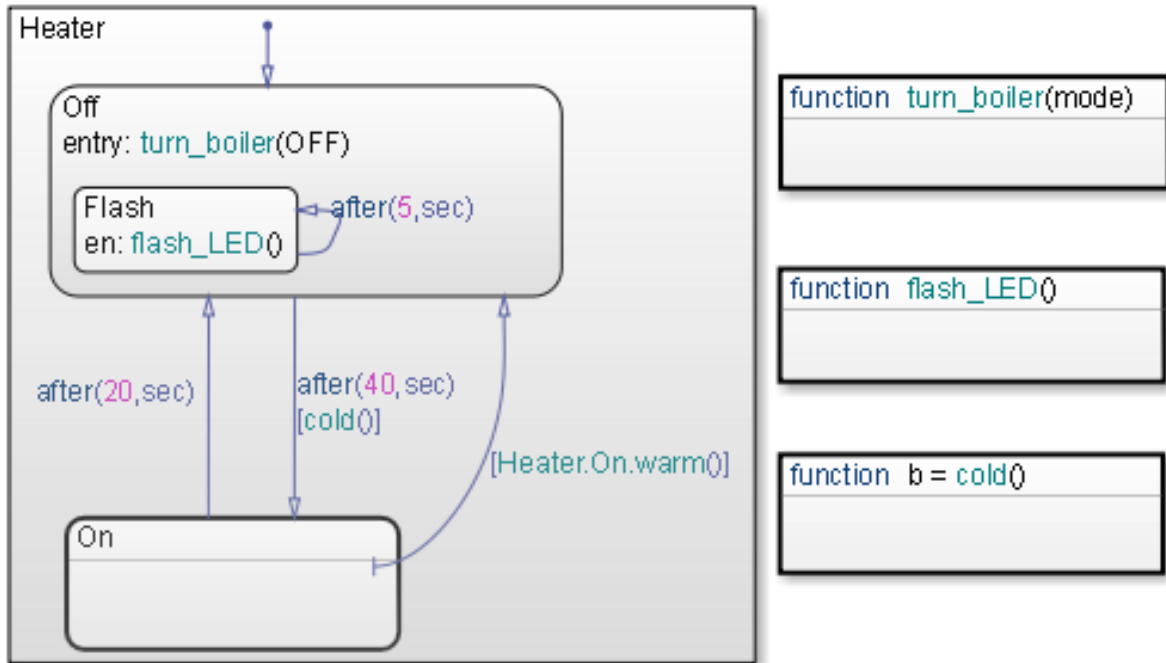 Heater
Off
entry: turn_boiler(OFF)
Flash
en: flash_LED()
after(5,sec)
after(20,sec)
after(40,sec)
[cold()]
[Heater.On.warm()]
On
function turn_boiler(mode)
function flash_LED()
function b = cold()